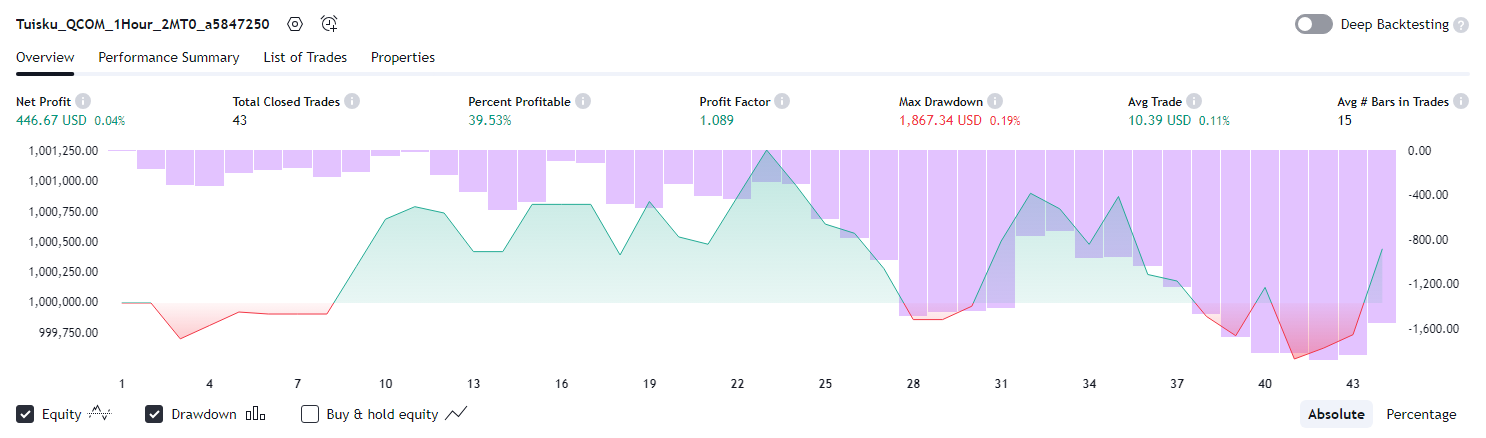 Tuisku_QCOM_1Hour_2MT0_a5847250
Deep Backtesting ?
Overview Performance Summary List of Trades Properties
Net Profit Total Closed Trades Percent Profitable Profit Factor Max Drawdown Avg Trade Avg # Bars in Trades
446.67 USD 0.04% 43 39.53% 1.089 1,867.34 USD 0.19% 10.39 USD 0.11% 15
1,001,250.00 0.00
1,001,000.00
-400.00
1,000,750.00
1,000,500.00 -800.00
1,000,250.00
-1,200.00
1,000,000.00
-1,600.00
999,750.00
1 4 7 10 13 16 19 22 25 28 31 34 37 40 43
Equity Drawdown Buy & hold equity Absolute Percentage